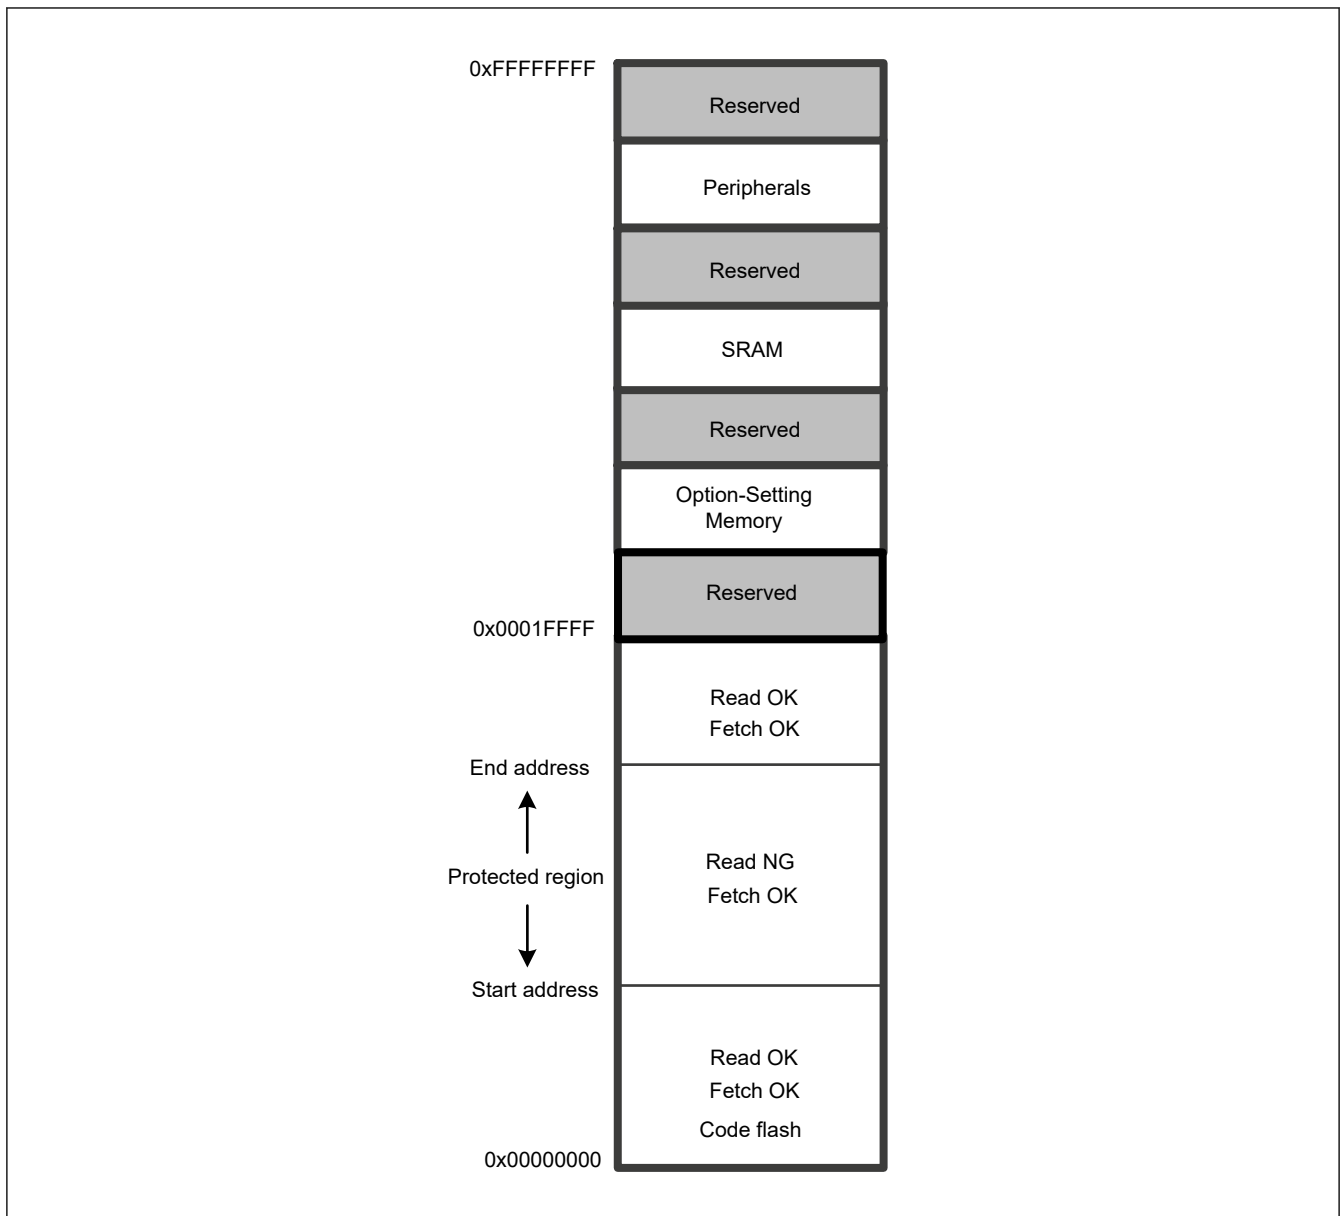 0xFFFFFFFF
Reserved
Peripherals
Reserved
SRAM
Reserved
Option-Setting
Memory
Reserved
0x0001FFFF
Read OK
Fetch OK
End address
Read NG
Protected region
Fetch OK
Start address
Read OK
Fetch OK
Code flash
0x00000000